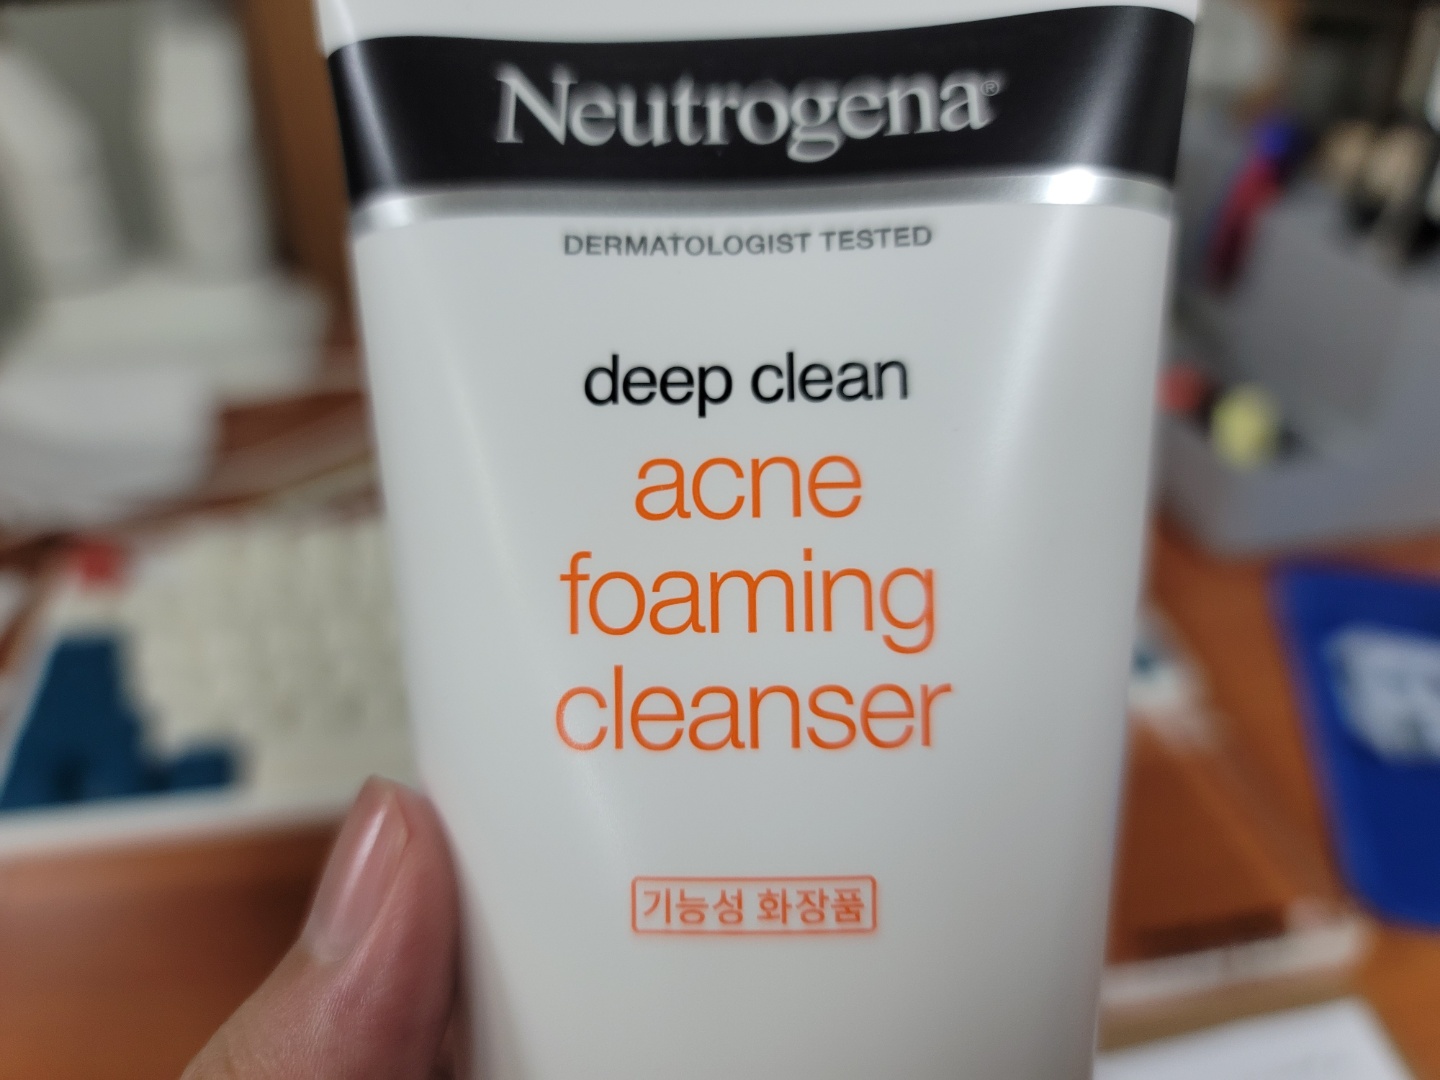 Neutrogena®
DERMATOLOGIST TESTED
deep clean
acne
foaming
cleanser
기능성 화장품